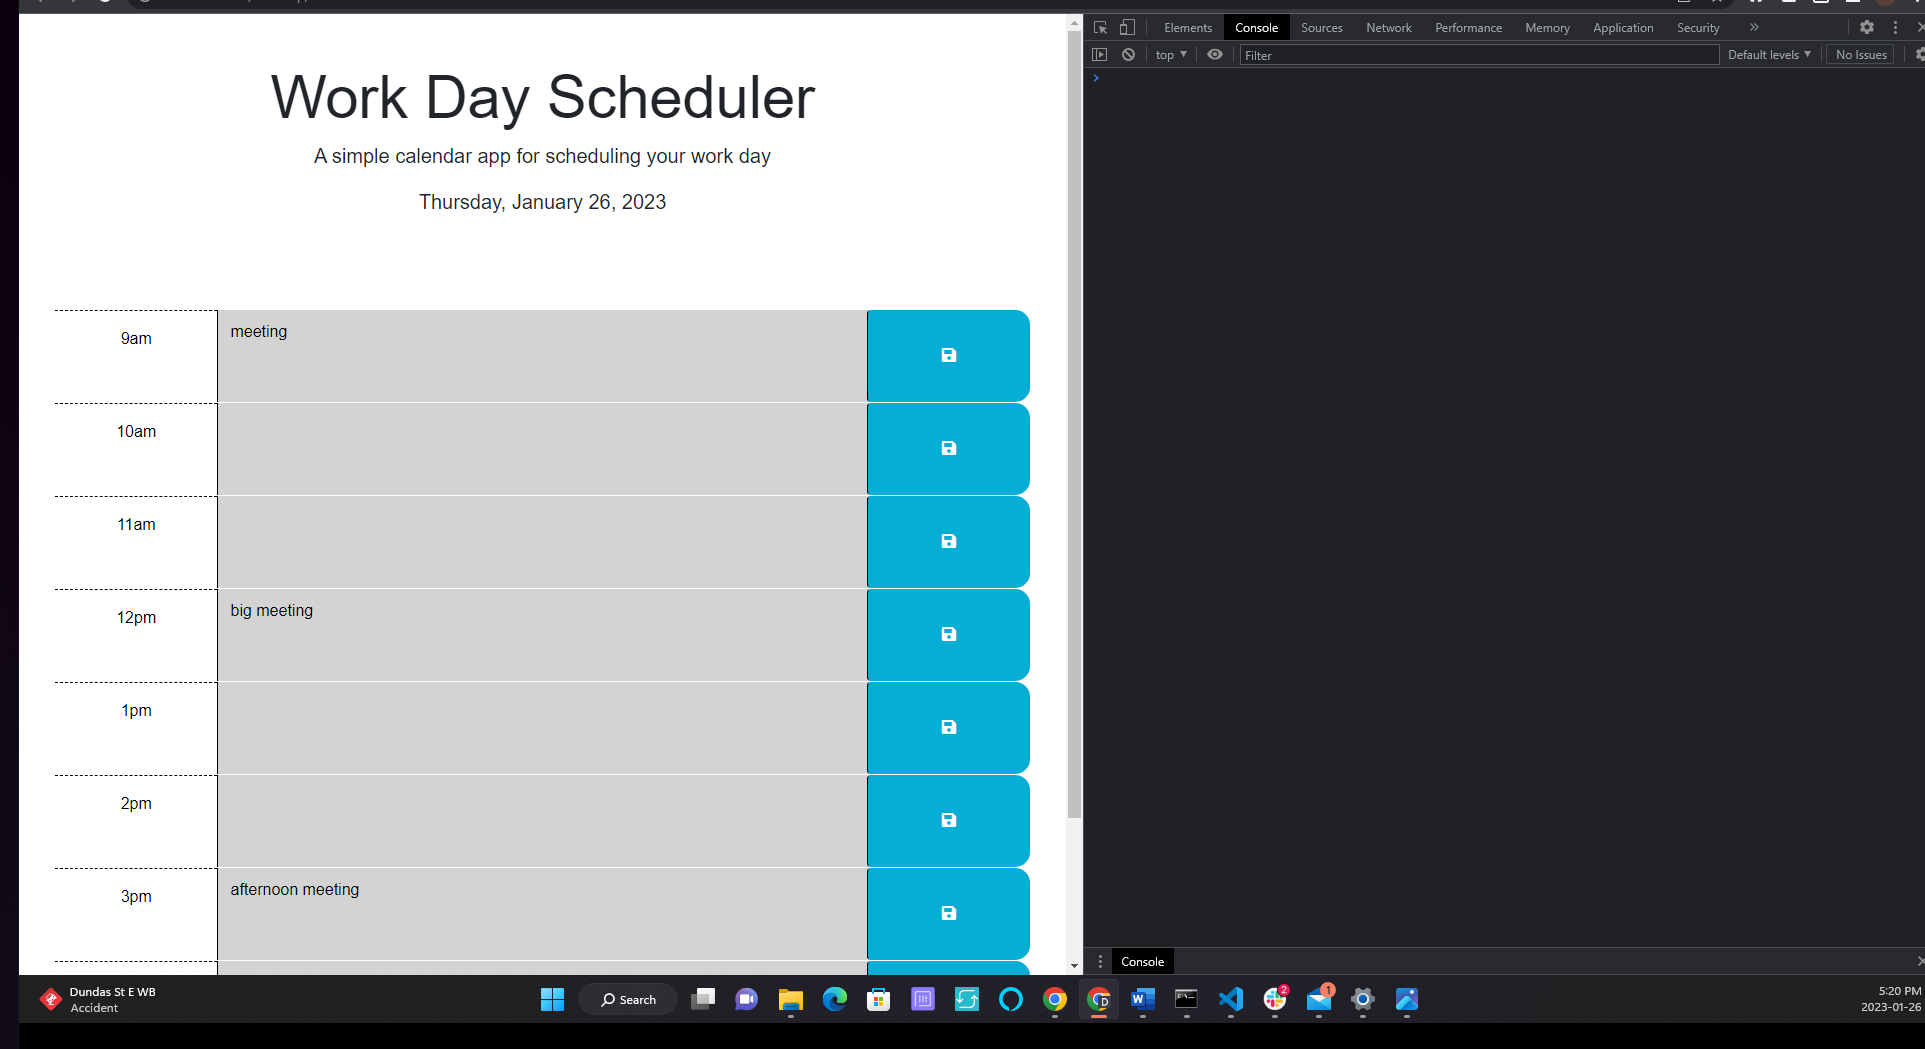 Work Day Scheduler
A simple calendar app for scheduling your work day
Thursday, January 26, 2023
9am meeting
10am
11am
12pm big meeting
1pm
2pm
3pm afternoon meeting
Elements Console Sources Network Performance Memory Application Security
top Filter Default levels No Issues
Console
Dundas St E WB
Accident
Search
2
1
5:20 PM
2023-01-26